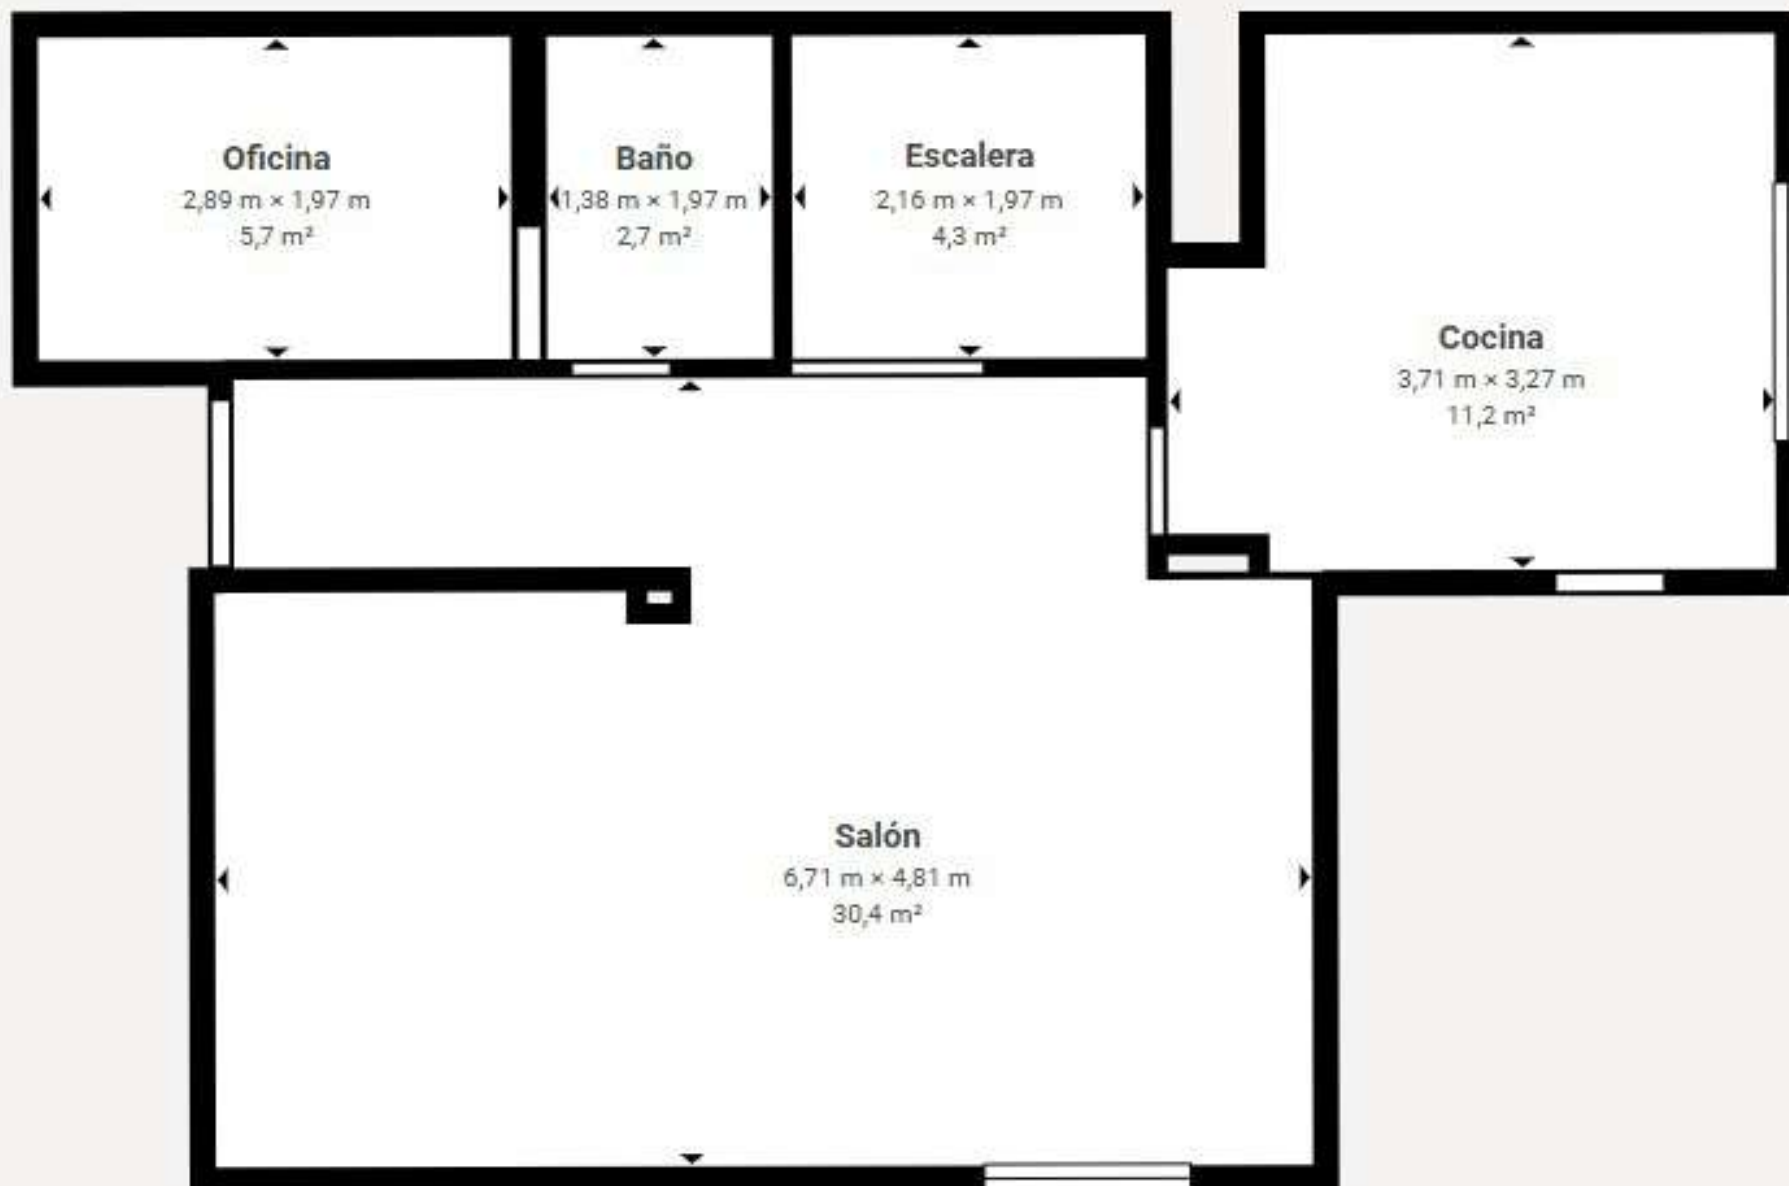 Oficina
2,89 m × 1,97 m
5,7 m²
Baño
1,38 m × 1,97 m
2,7 m²
Escalera
2,16 m × 1,97 m
4,3 m²
Cocina
3,71 m × 3,27 m
11,2 m²
Salón
6,71 m × 4,81 m
30,4 m²